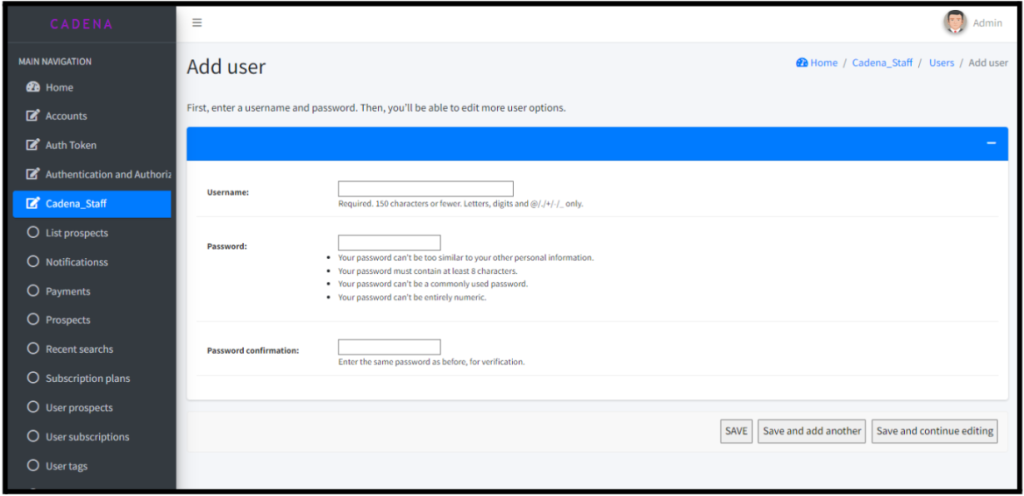 CADENA
Admin
MAIN NAVIGATION
Home
Accounts
Auth Token
Authentication and Authoriz
Cadena_Staff
List prospects
Notificationss
Payments
Prospects
Recent searchs
Subscription plans
User prospects
User subscriptions
User tags
Add user
Home / Cadena_Staff / Users / Add user
First, enter a username and password. Then, you'll be able to edit more user options.
Username:
Required. 150 characters or fewer. Letters, digits and @/./+/-/_ only.
Password:
Your password can't be too similar to your other personal information.
Your password must contain at least 8 characters.
Your password can't be a commonly used password.
Your password can't be entirely numeric.
Password confirmation:
Enter the same password as before, for verification.
SAVE Save and add another Save and continue editing